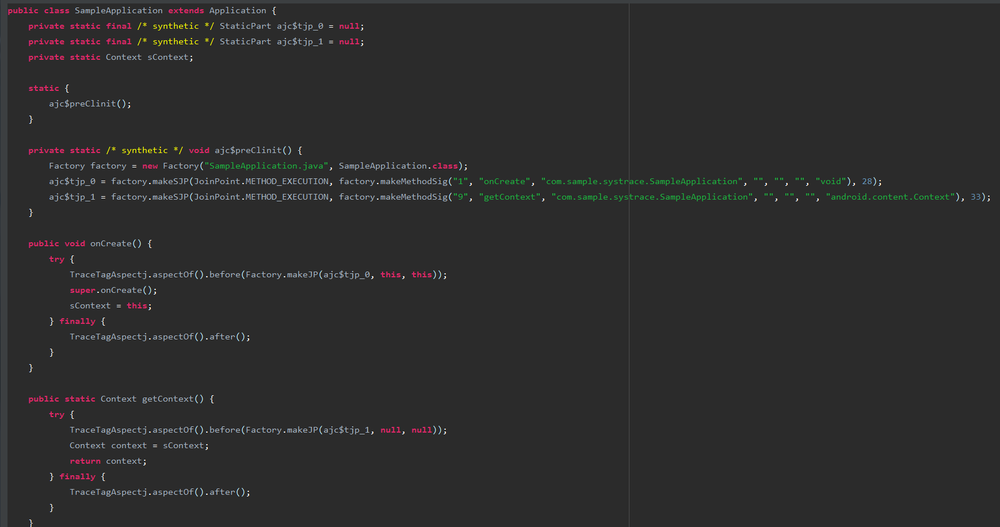 public class SampleApplication extends Application {
    private static final /* synthetic */ StaticPart ajc$tjp_0 = null;
    private static final /* synthetic */ StaticPart ajc$tjp_1 = null;
    private static Context sContext;

    static {
        ajc$preClinit();
    }

    private static /* synthetic */ void ajc$preClinit() {
        Factory factory = new Factory("SampleApplication.java", SampleApplication.class);
        ajc$tjp_0 = factory.makeSJP(JoinPoint.METHOD_EXECUTION, factory.makeMethodSig("1", "onCreate", "com.sample.systrace.SampleApplication", "", "", "", "void"), 28);
        ajc$tjp_1 = factory.makeSJP(JoinPoint.METHOD_EXECUTION, factory.makeMethodSig("9", "getContext", "com.sample.systrace.SampleApplication", "", "", "", "android.content.Context"), 33);
    }

    public void onCreate() {
        try {
            TraceTagAspectj.aspectOf().before(Factory.makeJP(ajc$tjp_0, this, this));
            super.onCreate();
            sContext = this;
        } finally {
            TraceTagAspectj.aspectOf().after();
        }
    }

    public static Context getContext() {
        try {
            TraceTagAspectj.aspectOf().before(Factory.makeJP(ajc$tjp_1, null, null));
            Context context = sContext;
            return context;
        } finally {
            TraceTagAspectj.aspectOf().after();
        }
    }